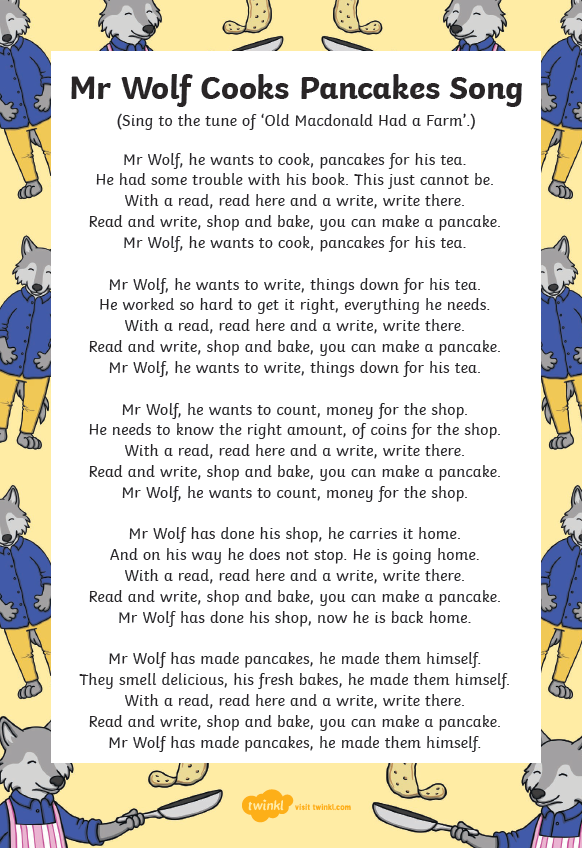 Mr Wolf Cooks Pancakes Song
(Sing to the tune of ‘Old Macdonald Had a Farm’.)
Mr Wolf, he wants to cook, pancakes for his tea.
He had some trouble with his book. This just cannot be.
With a read, read here and a write, write there.
Read and write, shop and bake, you can make a pancake.
Mr Wolf, he wants to cook, pancakes for his tea.
Mr Wolf, he wants to write, things down for his tea.
He worked so hard to get it right, everything he needs.
With a read, read here and a write, write there.
Read and write, shop and bake, you can make a pancake.
Mr Wolf, he wants to write, things down for his tea.
Mr Wolf, he wants to count, money for the shop.
He needs to know the right amount, of coins for the shop.
With a read, read here and a write, write there.
Read and write, shop and bake, you can make a pancake.
Mr Wolf, he wants to count, money for the shop.
Mr Wolf has done his shop, he carries it home.
And on his way he does not stop. He is going home.
With a read, read here and a write, write there.
Read and write, shop and bake, you can make a pancake.
Mr Wolf has done his shop, now he is back home.
Mr Wolf has made pancakes, he made them himself.
They smell delicious, his fresh bakes, he made them himself.
With a read, read here and a write, write there.
Read and write, shop and bake, you can make a pancake.
Mr Wolf has made pancakes, he made them himself.
twinkl visit twinkl.com